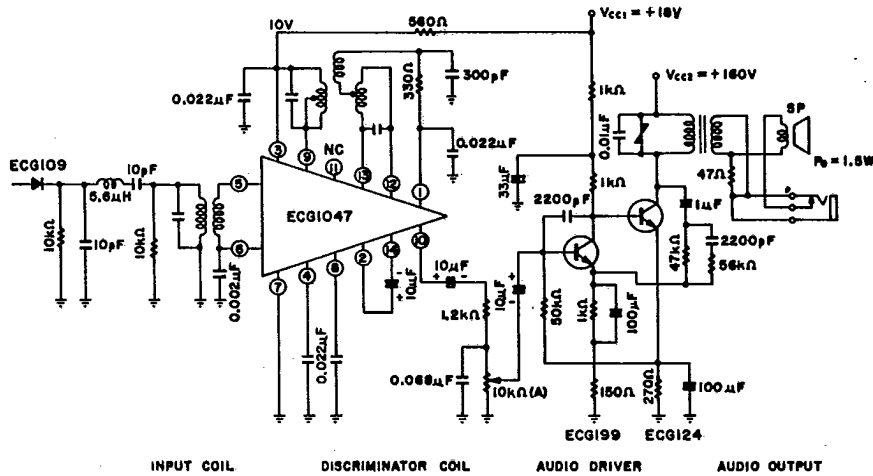 560Ω
VCC1 = +18V
10V
VCC2 = +160V
1kΩ
SP
330Ω
300pF
0.022μF
0.01μF
0.022μF
Po = 1.5W
47Ω
ECG109
10pF
3
9
NC
11
13
12
1
33μF
1kΩ
P
5
5.6μH
2200pF
1μF
ECG1047
10kΩ
10pF
10kΩ
6
10
2200pF
47kΩ
56kΩ
0.002μF
7
4
8
2
14
+ -
10μF
- +
10μF
+
-
10μF
50kΩ
1kΩ
100μF
1.2kΩ
0.022μF
0.068μF
10kΩ(A)
150Ω
270Ω
100μF
ECG199
ECG124
INPUT COIL
DISCRIMINATOR COIL
AUDIO DRIVER
AUDIO OUTPUT